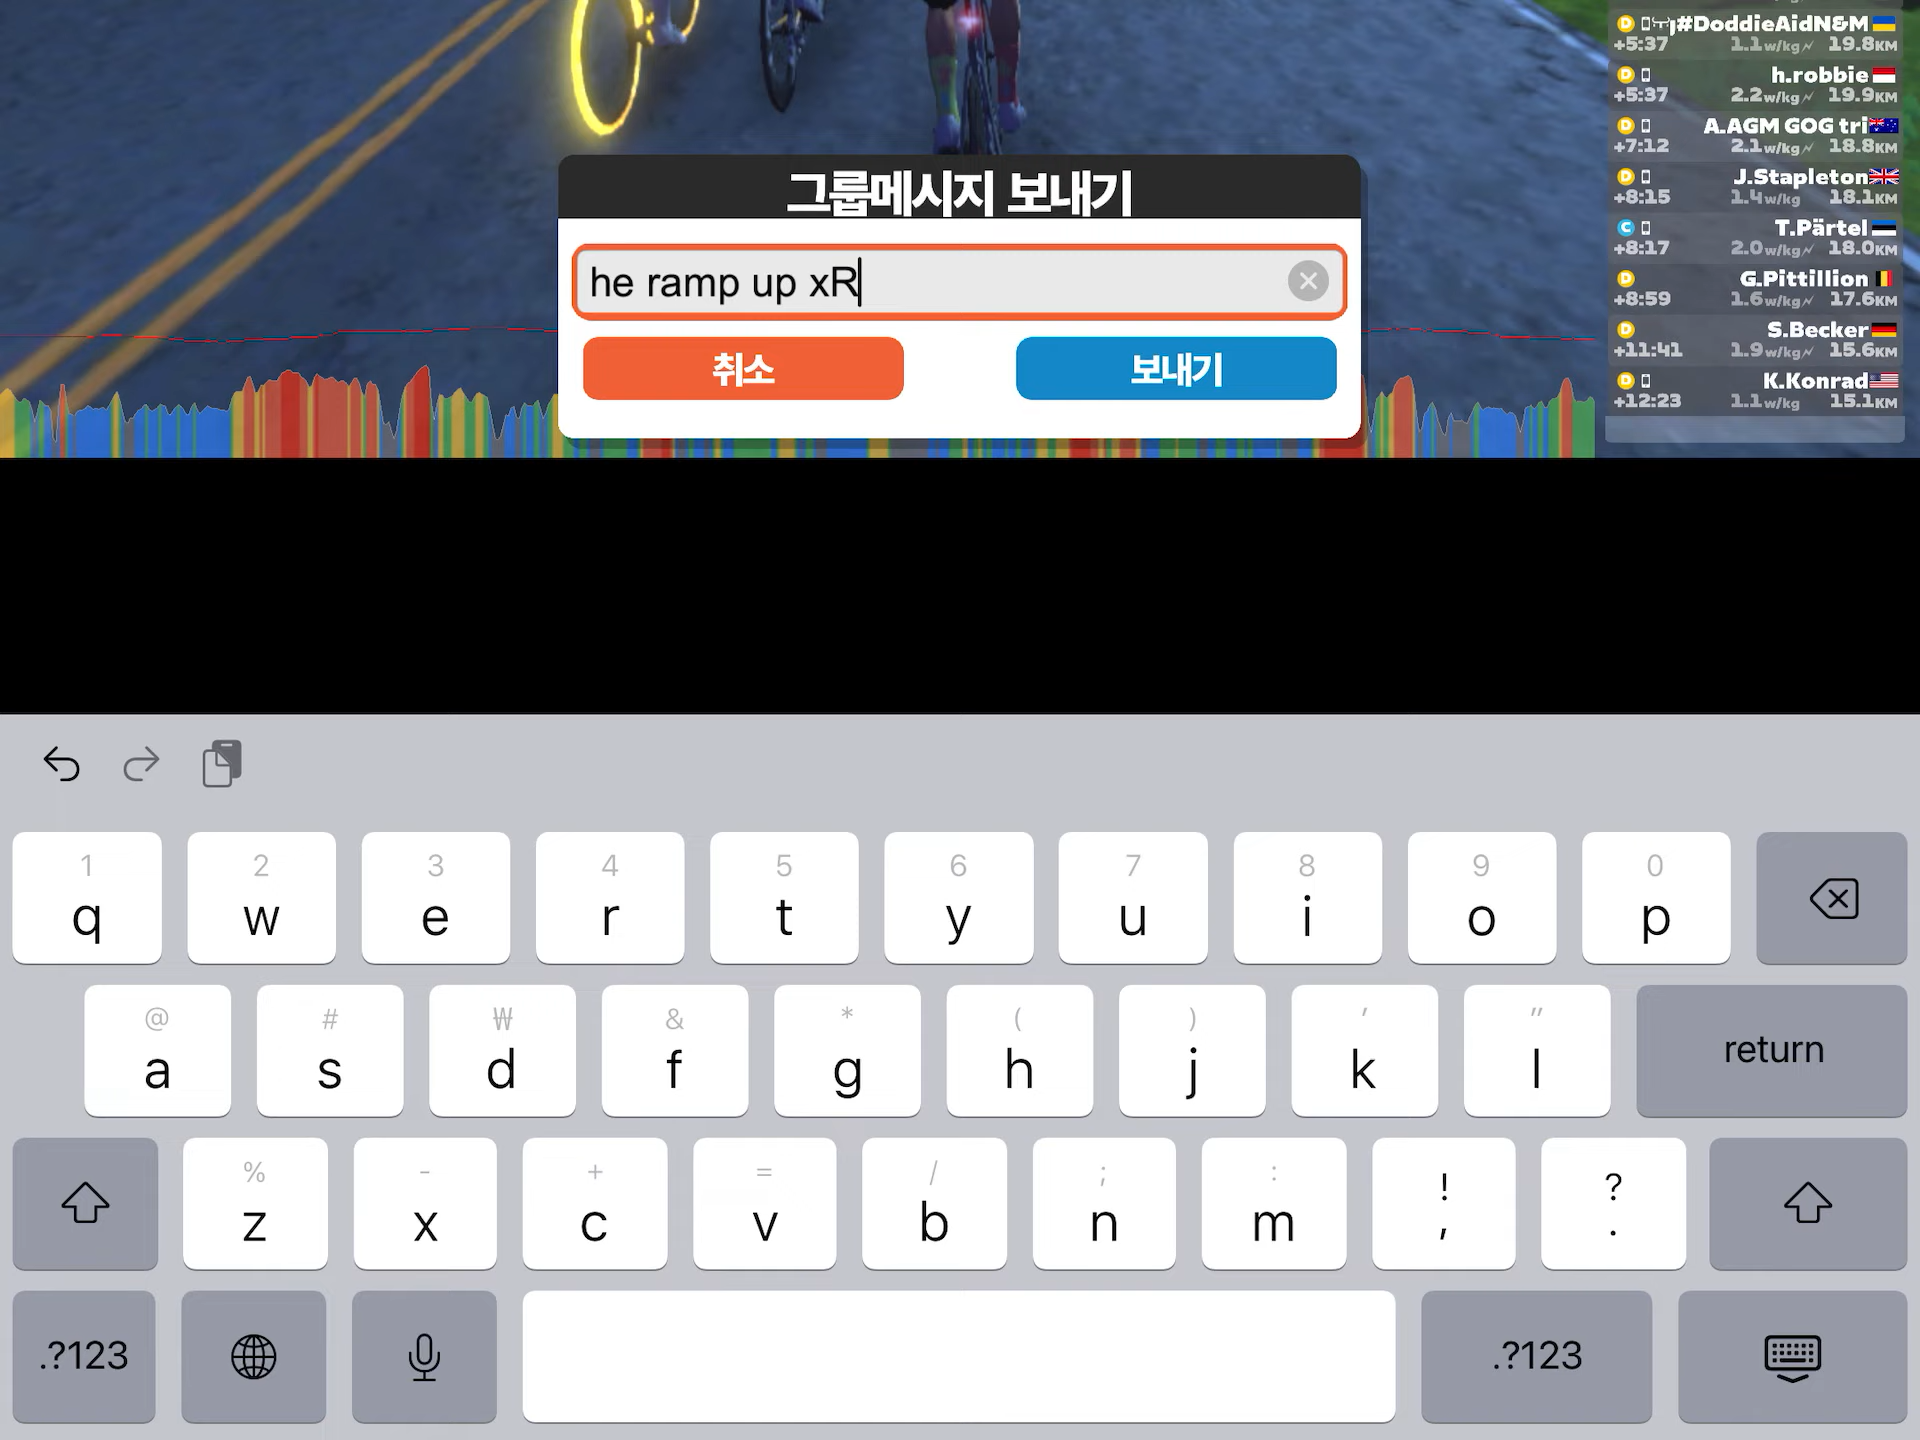 j#DoddieAidN&M
+5:37 1.1w/kg 19.8KM
h.robbie
+5:37 2.2w/kg 19.9KM
A.AGM GOG tri
+7:12 2.1w/kg 18.8KM
J.Stapleton
+8:15 1.4w/kg 18.1KM
T.Pärtel
+8:17 2.0w/kg 18.0KM
G.Pittillion
+8:59 1.6w/kg 17.6KM
S.Becker
+11:41 1.9w/kg 15.6KM
K.Konrad
+12:23 1.1w/kg 15.1KM
그룹메시지 보내기
he ramp up xR
취소 보내기
1 2 3 4 5 6 7 8 9 0
q w e r t y u i o p
@ # ₩ & * ( ) ′ ″
a s d f g h j k l return
% - + = / ; : ! ?
z x c v b n m , .
.?123 .?123